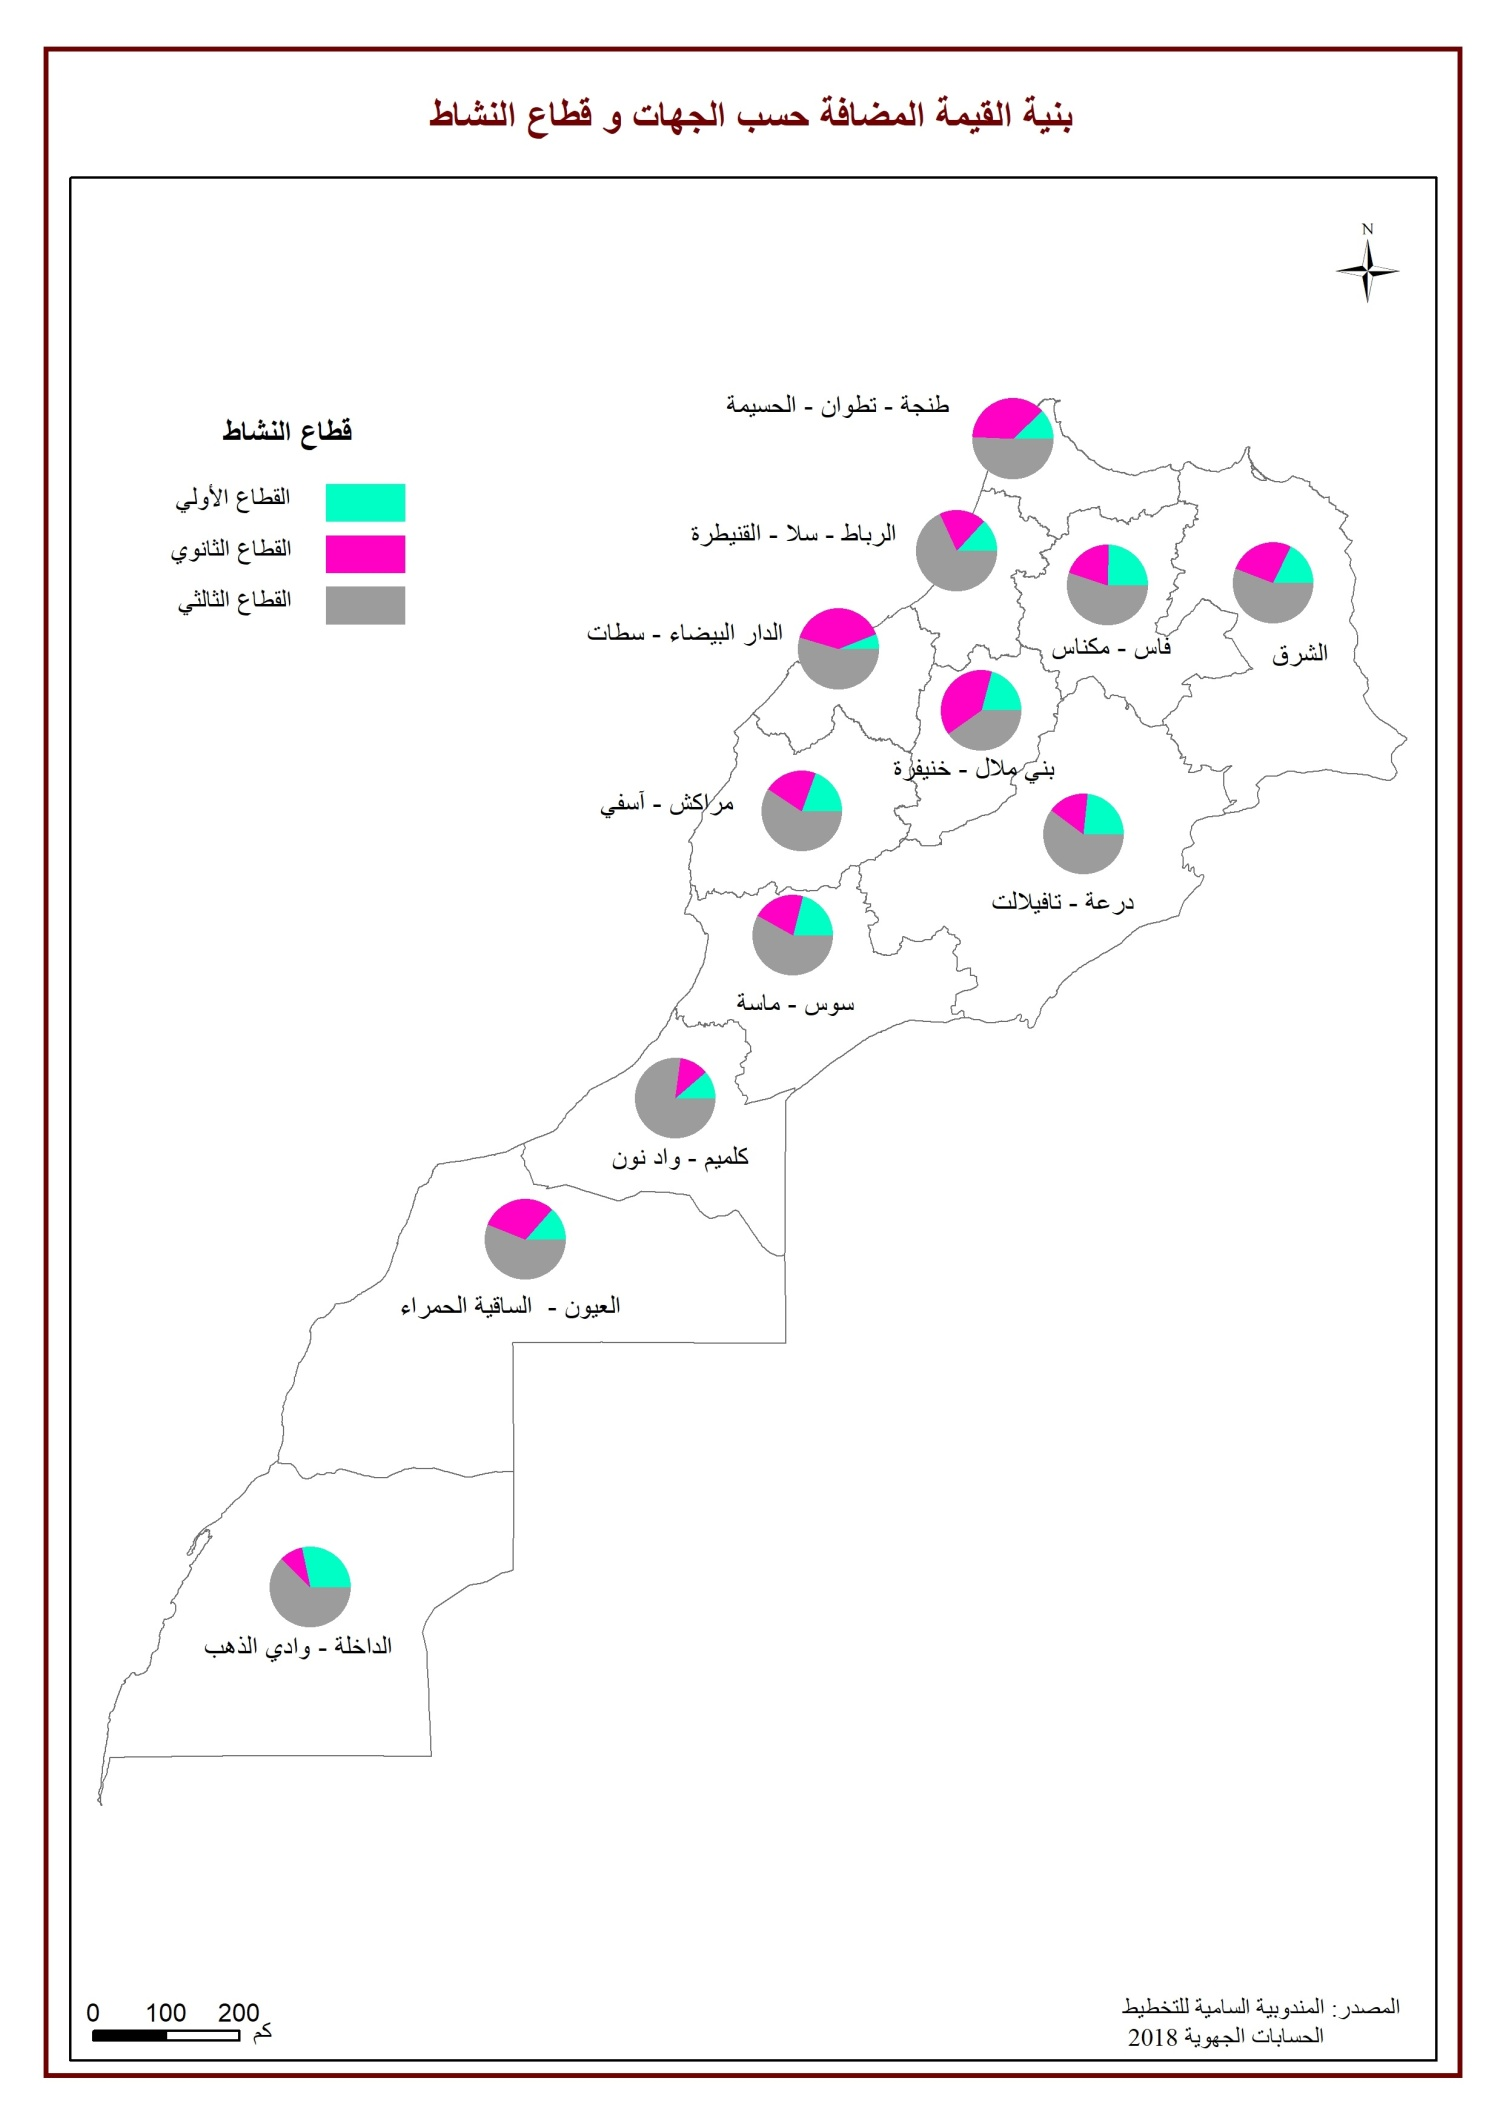 بنية القيمة المضافة حسب الجهات و قطاع النشاط
N
طنجة - تطوان - الحسيمة
قطاع النشاط
القطاع الأولي
القطاع الثانوي
القطاع الثالثي
الرباط - سلا - القنيطرة
الدار البيضاء - سطات
فاس - مكناس
الشرق
بني ملال - خنيفرة
مراكش - آسفي
درعة - تافيلالت
سوس - ماسة
كلميم - واد نون
العيون - الساقية الحمراء
الداخلة - وادي الذهب
0 100 200
كم
المصدر: المندوبية السامية للتخطيط
الحسابات الجهوية 2018